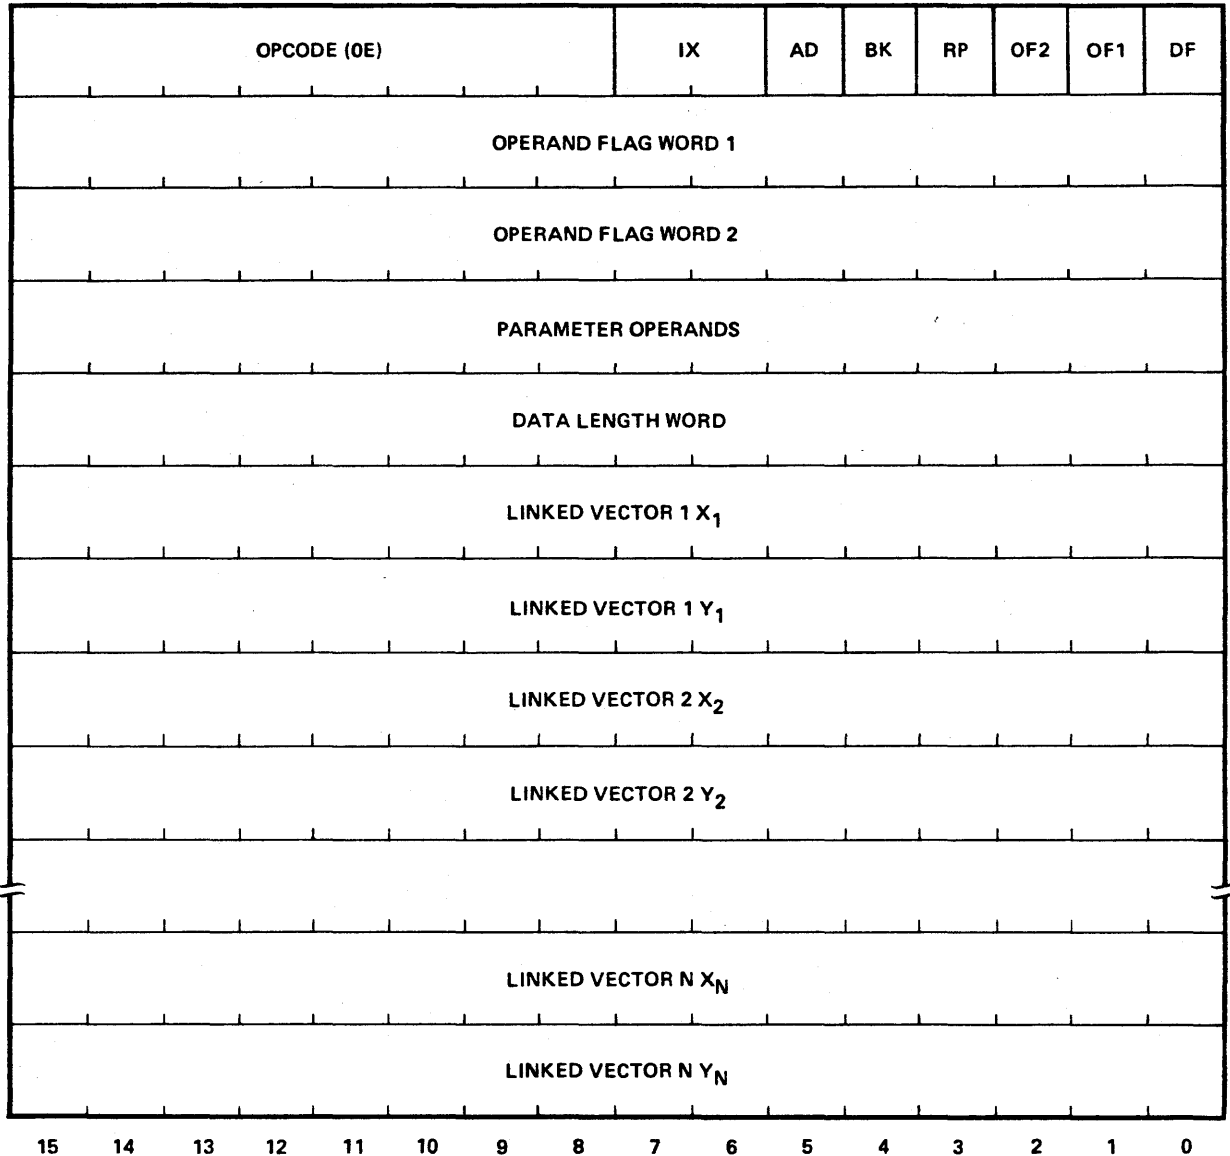 OPCODE (0E) IX AD BK RP OF2 OF1 DF
OPERAND FLAG WORD 1
OPERAND FLAG WORD 2
PARAMETER OPERANDS
DATA LENGTH WORD
LINKED VECTOR 1 X₁
LINKED VECTOR 1 Y₁
LINKED VECTOR 2 X₂
LINKED VECTOR 2 Y₂
LINKED VECTOR N X_N
LINKED VECTOR N Y_N
15 14 13 12 11 10 9 8 7 6 5 4 3 2 1 0